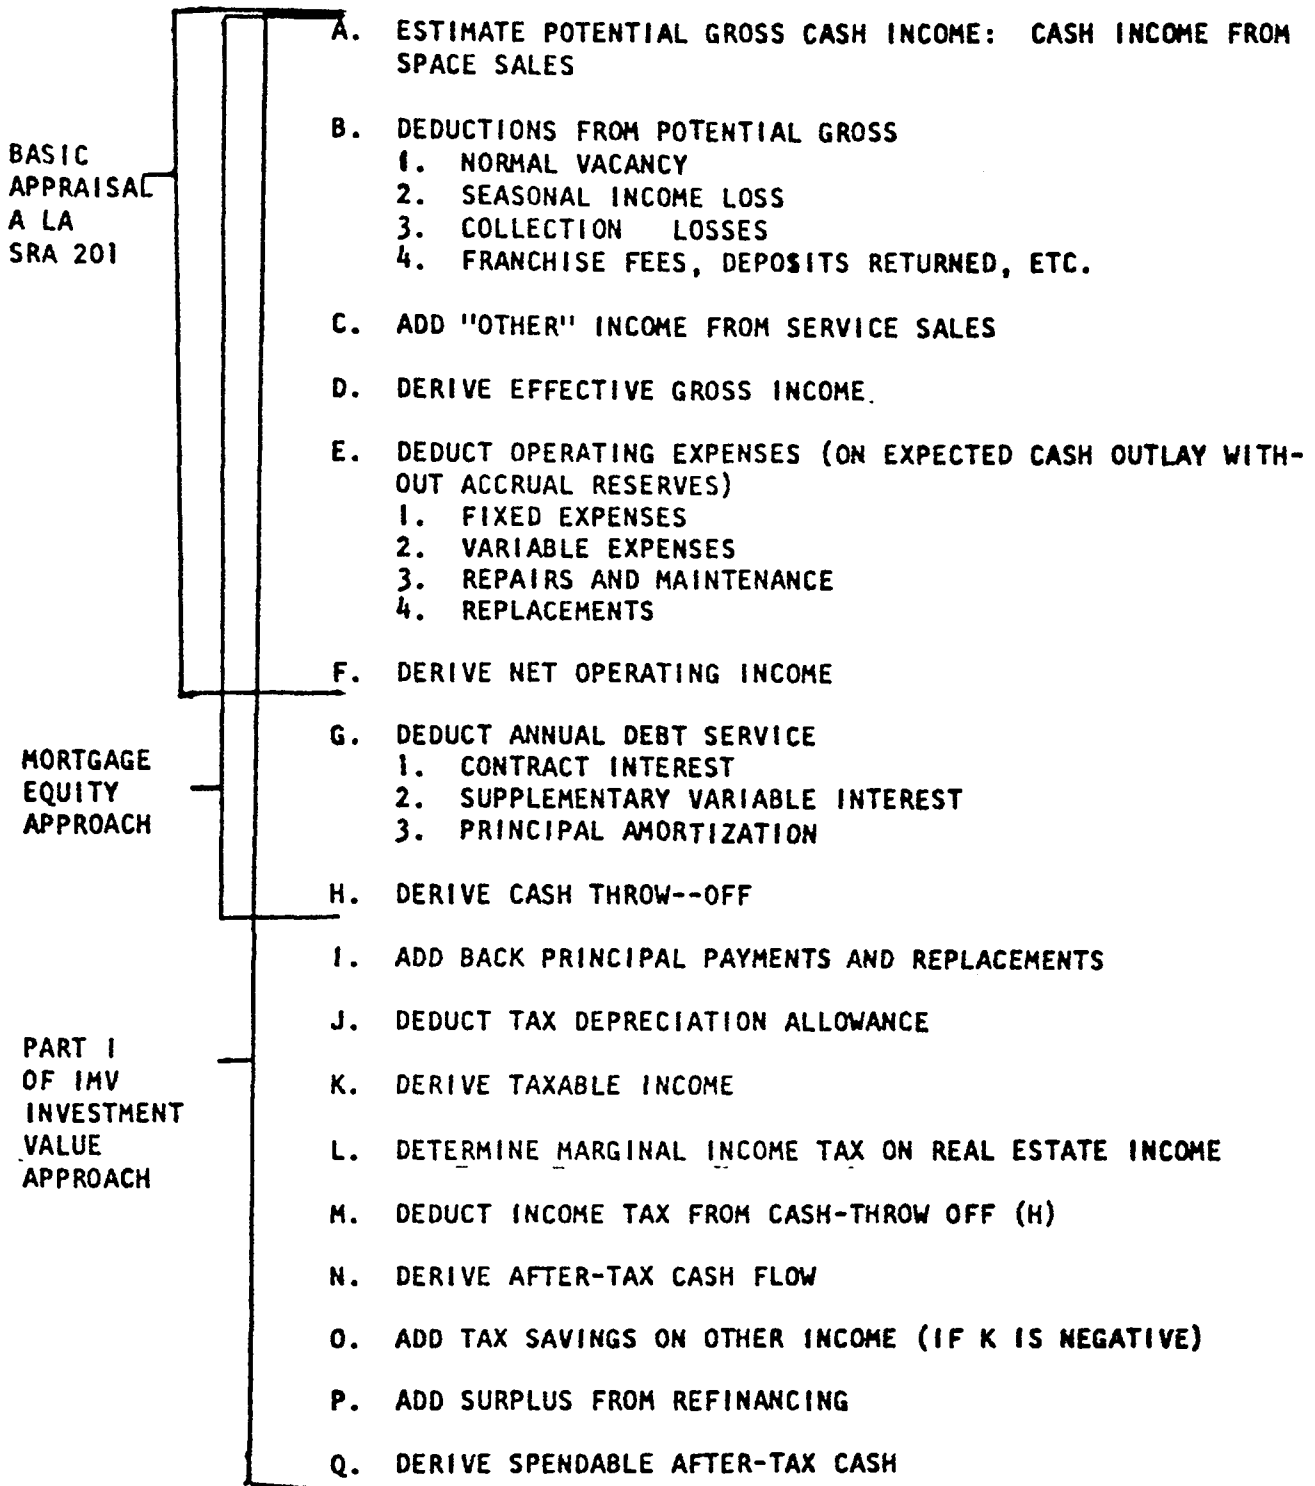 A. ESTIMATE POTENTIAL GROSS CASH INCOME: CASH INCOME FROM
SPACE SALES
B. DEDUCTIONS FROM POTENTIAL GROSS
1. NORMAL VACANCY
2. SEASONAL INCOME LOSS
3. COLLECTION LOSSES
4. FRANCHISE FEES, DEPOSITS RETURNED, ETC.
BASIC
APPRAISAL
A LA
SRA 201
C. ADD "OTHER" INCOME FROM SERVICE SALES
D. DERIVE EFFECTIVE GROSS INCOME.
E. DEDUCT OPERATING EXPENSES (ON EXPECTED CASH OUTLAY WITH-
OUT ACCRUAL RESERVES)
1. FIXED EXPENSES
2. VARIABLE EXPENSES
3. REPAIRS AND MAINTENANCE
4. REPLACEMENTS
F. DERIVE NET OPERATING INCOME
G. DEDUCT ANNUAL DEBT SERVICE
1. CONTRACT INTEREST
2. SUPPLEMENTARY VARIABLE INTEREST
3. PRINCIPAL AMORTIZATION
MORTGAGE
EQUITY
APPROACH
H. DERIVE CASH THROW--OFF
I. ADD BACK PRINCIPAL PAYMENTS AND REPLACEMENTS
J. DEDUCT TAX DEPRECIATION ALLOWANCE
K. DERIVE TAXABLE INCOME
PART I
OF IMV
INVESTMENT
VALUE
APPROACH
L. DETERMINE MARGINAL INCOME TAX ON REAL ESTATE INCOME
M. DEDUCT INCOME TAX FROM CASH-THROW OFF (H)
N. DERIVE AFTER-TAX CASH FLOW
O. ADD TAX SAVINGS ON OTHER INCOME (IF K IS NEGATIVE)
P. ADD SURPLUS FROM REFINANCING
Q. DERIVE SPENDABLE AFTER-TAX CASH